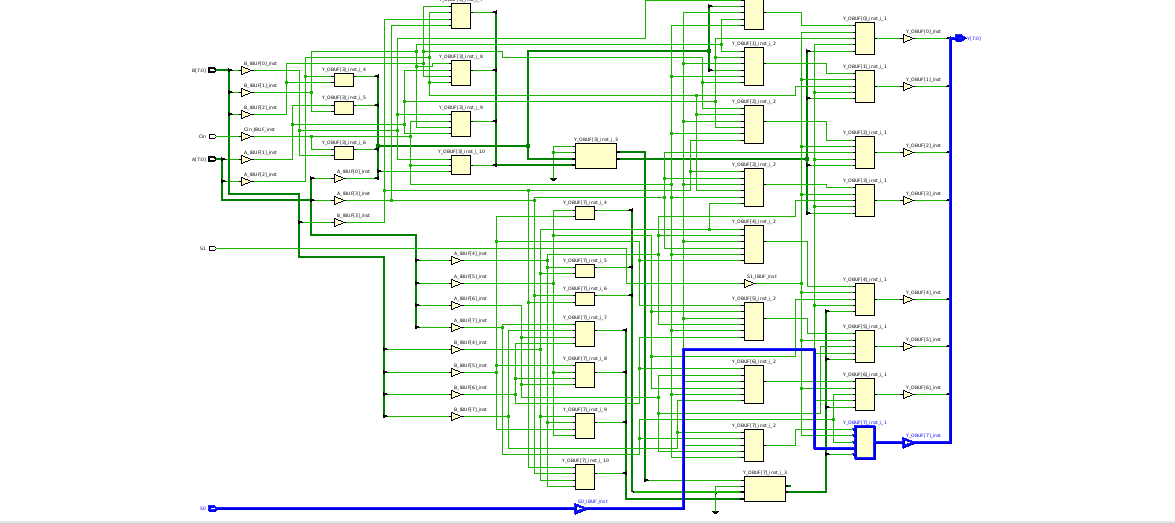 Y_OBUF[0]_inst_i_1
Y_OBUF[0]_inst
Y[7:0]
Y_OBUF[1]_inst_i_2
Y_OBUF[3]_inst_i_8
B_IBUF[0]_inst
B[7:0]
Y_OBUF[3]_inst_i_4
Y_OBUF[1]_inst_i_1
Y_OBUF[1]_inst
B_IBUF[1]_inst
Y_OBUF[3]_inst_i_5
B_IBUF[2]_inst
Y_OBUF[3]_inst_i_9
Y_OBUF[2]_inst_i_2
Cin_IBUF_inst
Cin
Y_OBUF[3]_inst_i_6
Y_OBUF[3]_inst_i_3
Y_OBUF[2]_inst_i_1
Y_OBUF[2]_inst
A_IBUF[1]_inst
A[7:0]
Y_OBUF[3]_inst_i_10
A_IBUF[2]_inst
A_IBUF[0]_inst
Y_OBUF[3]_inst_i_2
Y_OBUF[3]_inst_i_1
Y_OBUF[3]_inst
A_IBUF[3]_inst
B_IBUF[3]_inst
Y_OBUF[7]_inst_i_4
Y_OBUF[4]_inst_i_2
S1
A_IBUF[4]_inst
Y_OBUF[7]_inst_i_5
A_IBUF[5]_inst
S1_IBUF_inst
Y_OBUF[4]_inst_i_1
Y_OBUF[4]_inst
Y_OBUF[7]_inst_i_6
A_IBUF[6]_inst
Y_OBUF[5]_inst_i_2
A_IBUF[7]_inst
Y_OBUF[7]_inst_i_7
Y_OBUF[5]_inst_i_1
Y_OBUF[5]_inst
B_IBUF[4]_inst
B_IBUF[5]_inst
Y_OBUF[7]_inst_i_8
Y_OBUF[6]_inst_i_2
Y_OBUF[6]_inst_i_1
Y_OBUF[6]_inst
B_IBUF[6]_inst
B_IBUF[7]_inst
Y_OBUF[7]_inst_i_9
Y_OBUF[7]_inst_i_2
Y_OBUF[7]_inst_i_1
Y_OBUF[7]_inst
Y_OBUF[7]_inst_i_10
Y_OBUF[7]_inst_i_3
S0_IBUF_inst
S0